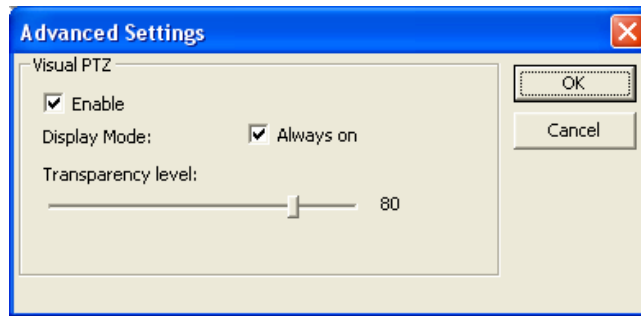 Advanced Settings
Visual PTZ
Enable
Display Mode: Always on
Transparency level:
80
OK
Cancel